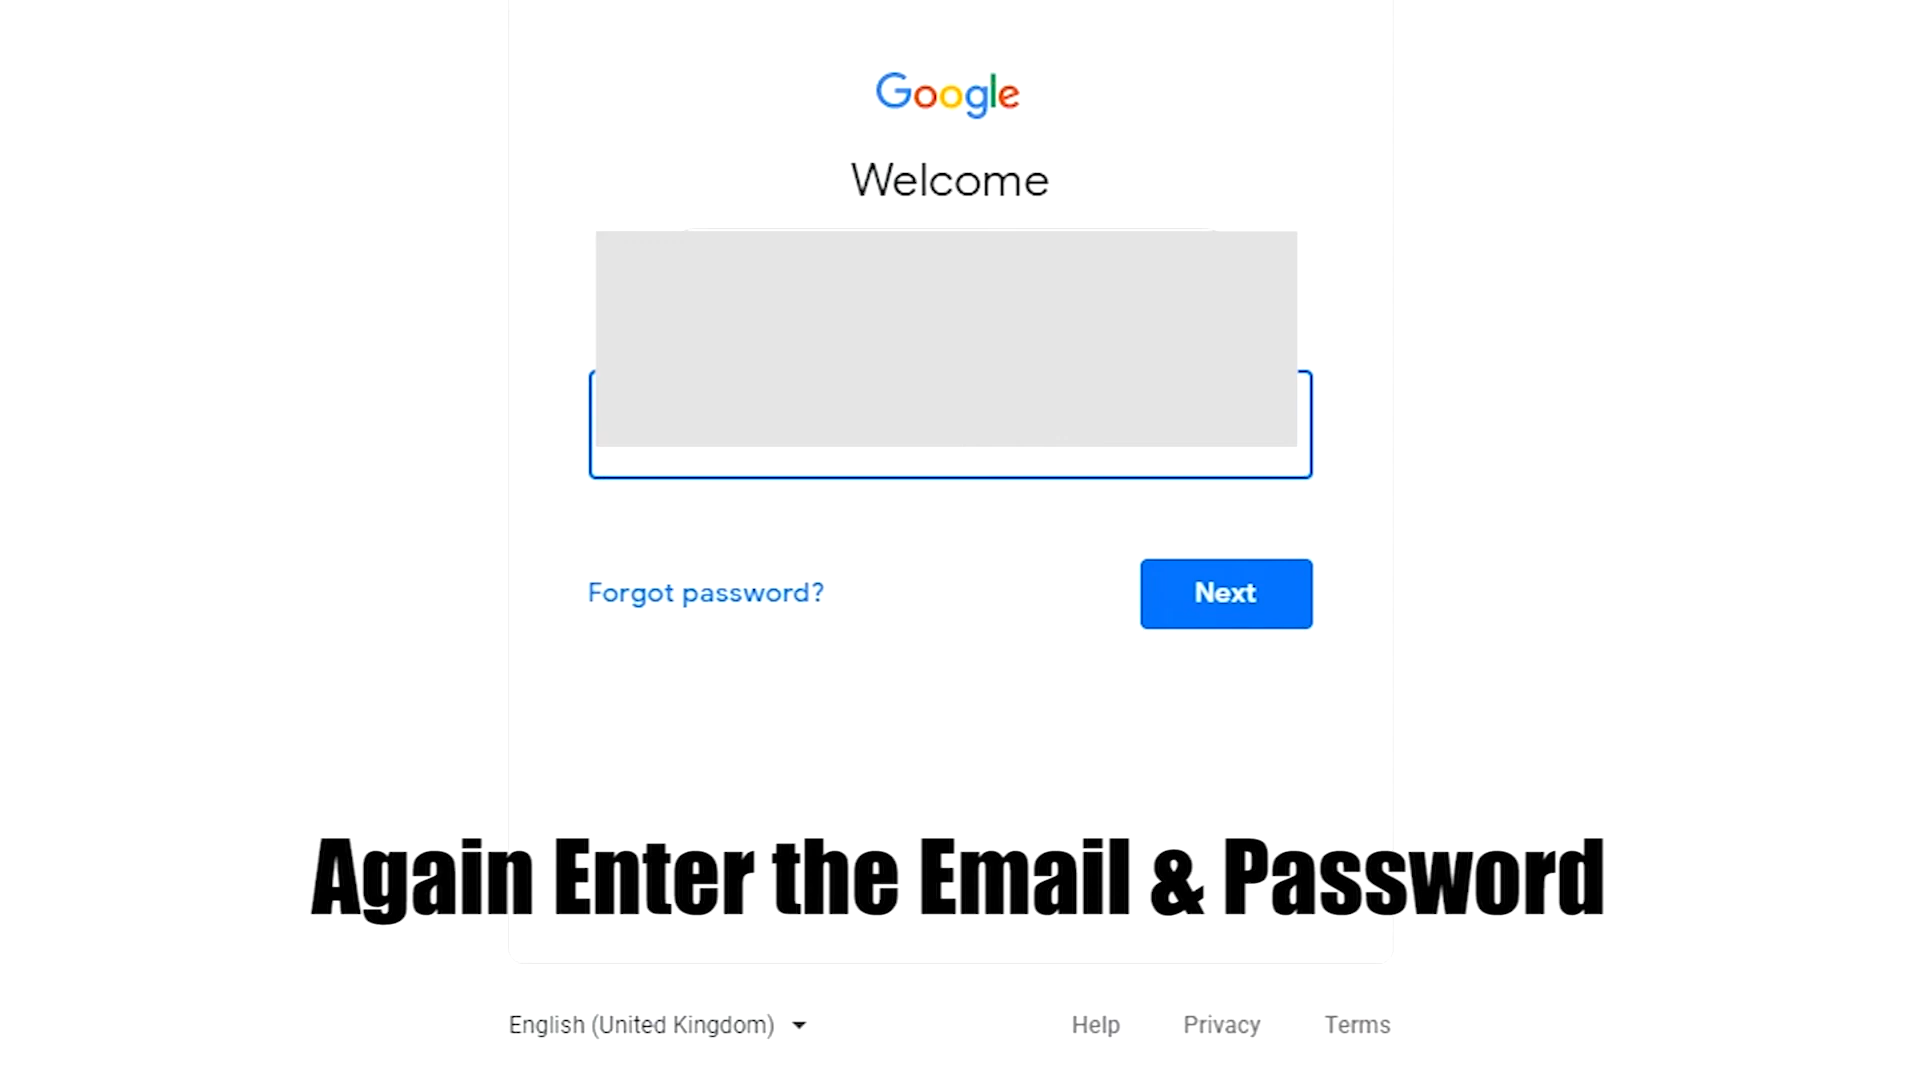 Google
Welcome
Forgot password?
Next
Again Enter the Email & Password
English (United Kingdom)
Help
Privacy
Terms